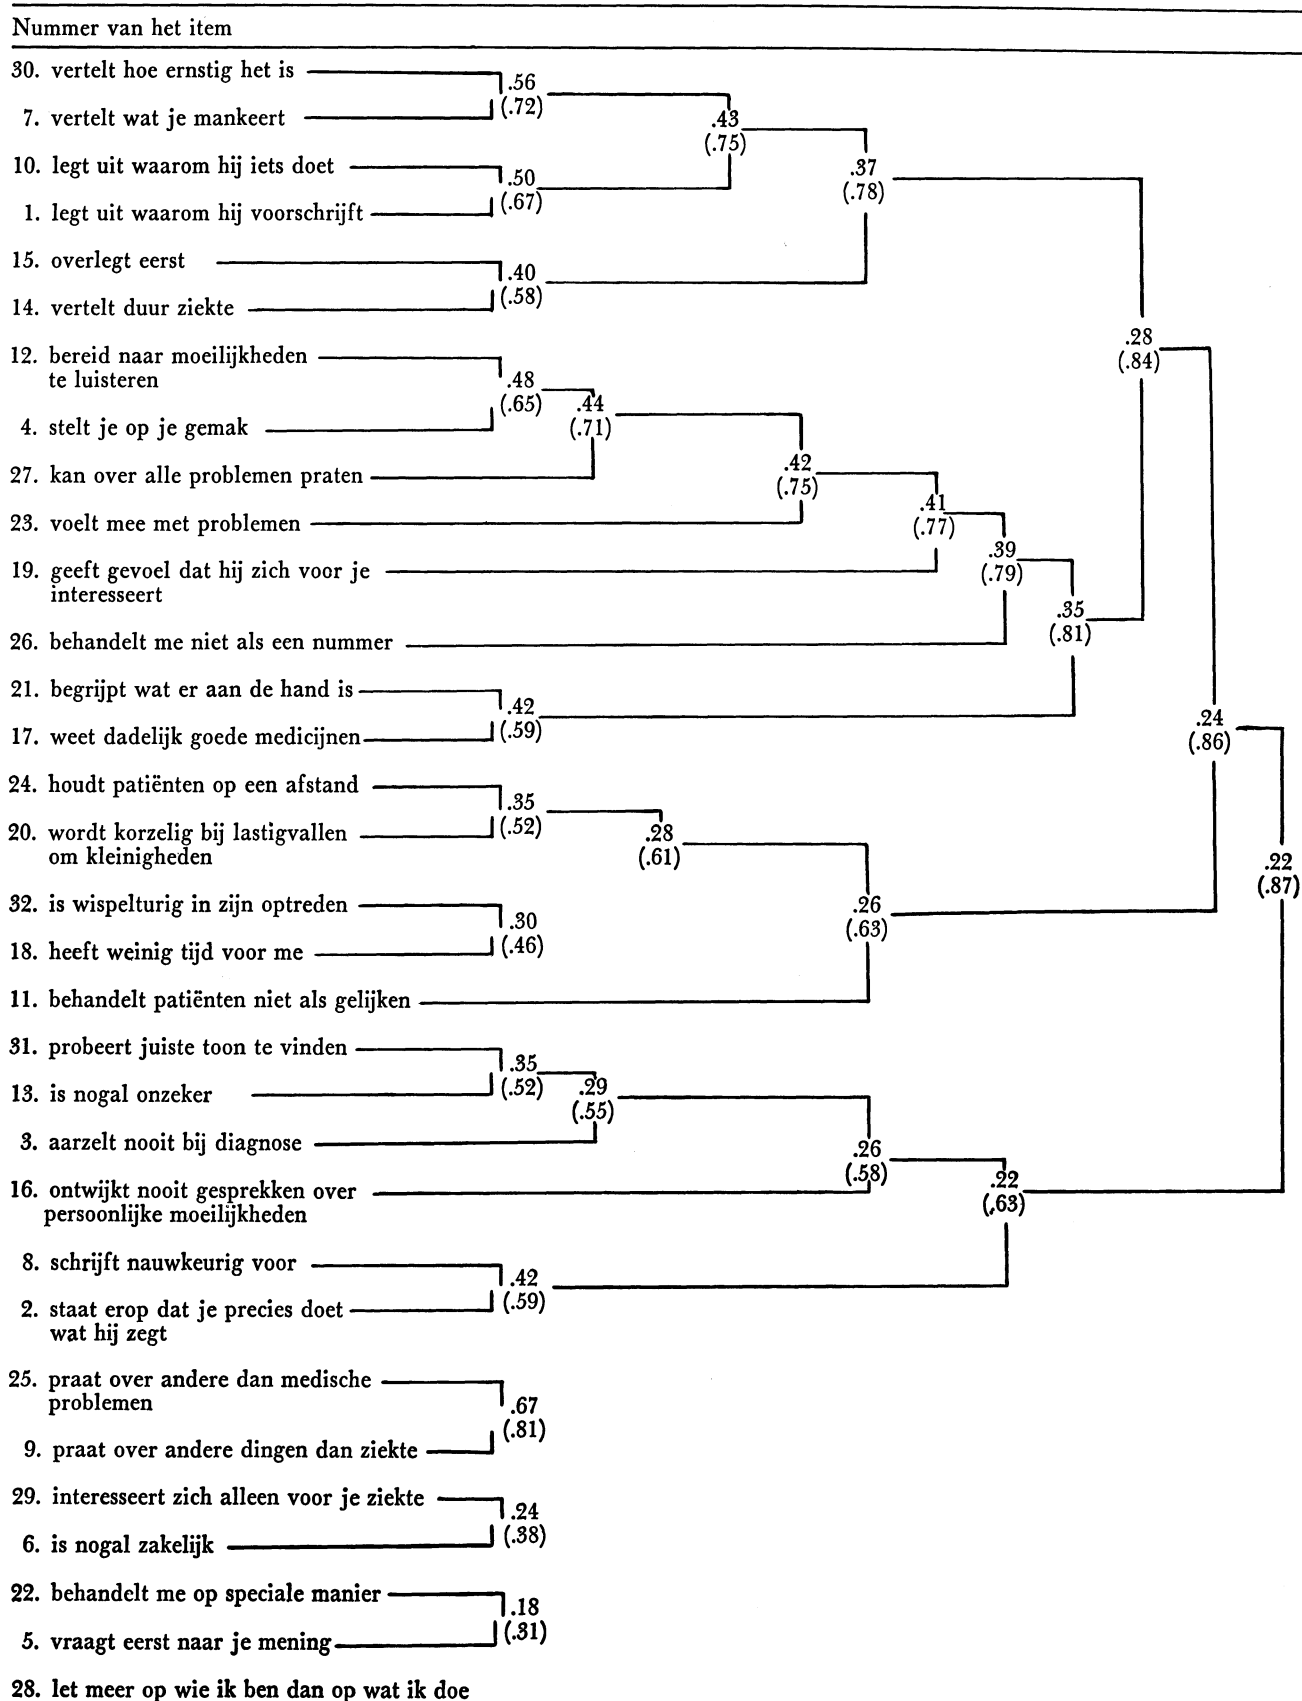 Nummer van het item
30. vertelt hoe ernstig het is
.56
7. vertelt wat je mankeert
(.72)
.43
(.75)
10. legt uit waarom hij iets doet
.50
1. legt uit waarom hij voorschrijft
(.67)
.37
(.78)
15. overlegt eerst
.40
14. vertelt duur ziekte
(.58)
12. bereid naar moeilijkheden
te luisteren
.48
(.65)
4. stelt je op je gemak
.44
(.71)
.28
(.84)
27. kan over alle problemen praten
.42
(.75)
23. voelt mee met problemen
.41
(.77)
19. geeft gevoel dat hij zich voor je
interesseert
.39
(.79)
26. behandelt me niet als een nummer
.35
(.81)
21. begrijpt wat er aan de hand is
.42
17. weet dadelijk goede medicijnen
(.59)
.24
(.86)
24. houdt patiënten op een afstand
.35
20. wordt korzelig bij lastigvallen
om kleinigheden
(.52)
.28
(.61)
.22
(.87)
32. is wispelturig in zijn optreden
.30
18. heeft weinig tijd voor me
(.46)
.26
(.63)
11. behandelt patiënten niet als gelijken
31. probeert juiste toon te vinden
.35
13. is nogal onzeker
(.52)
.29
(.55)
3. aarzelt nooit bij diagnose
.26
(.58)
16. ontwijkt nooit gesprekken over
persoonlijke moeilijkheden
.22
(.63)
8. schrijft nauwkeurig voor
.42
2. staat erop dat je precies doet
wat hij zegt
(.59)
25. praat over andere dan medische
problemen
.67
(.81)
9. praat over andere dingen dan ziekte
29. interesseert zich alleen voor je ziekte
.24
6. is nogal zakelijk
(.38)
22. behandelt me op speciale manier
.18
5. vraagt eerst naar je mening
(.31)
28. let meer op wie ik ben dan op wat ik doe